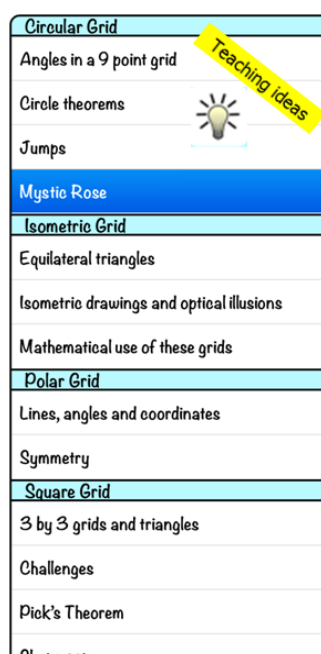 Circular Grid
Teaching ideas
Angles in a 9 point grid
Circle theorems
Jumps
Mystic Rose
Isometric Grid
Equilateral triangles
Isometric drawings and optical illusions
Mathematical use of these grids
Polar Grid
Lines, angles and coordinates
Symmetry
Square Grid
3 by 3 grids and triangles
Challenges
Pick's Theorem